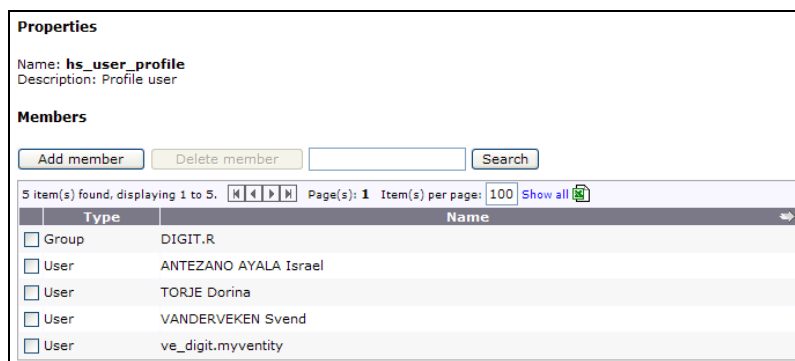 Properties
Name: hs_user_profile
Description: Profile user
Members
Add member Delete member Search
5 item(s) found, displaying 1 to 5. Page(s): 1 Item(s) per page: 100 Show all
Type Name
Group DIGIT.R
User ANTEZANO AYALA Israel
User TORJE Dorina
User VANDERVEKEN Svend
User ve_digit.myventity